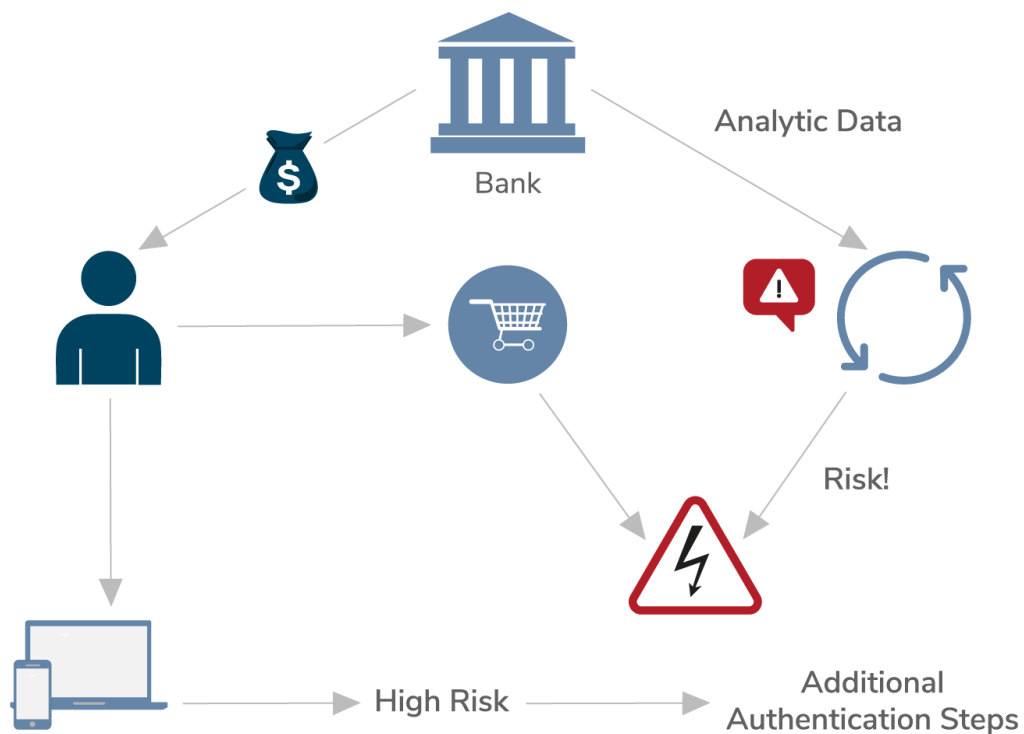 Analytic Data
Bank
$
!
Risk!
High Risk
Additional
Authentication Steps